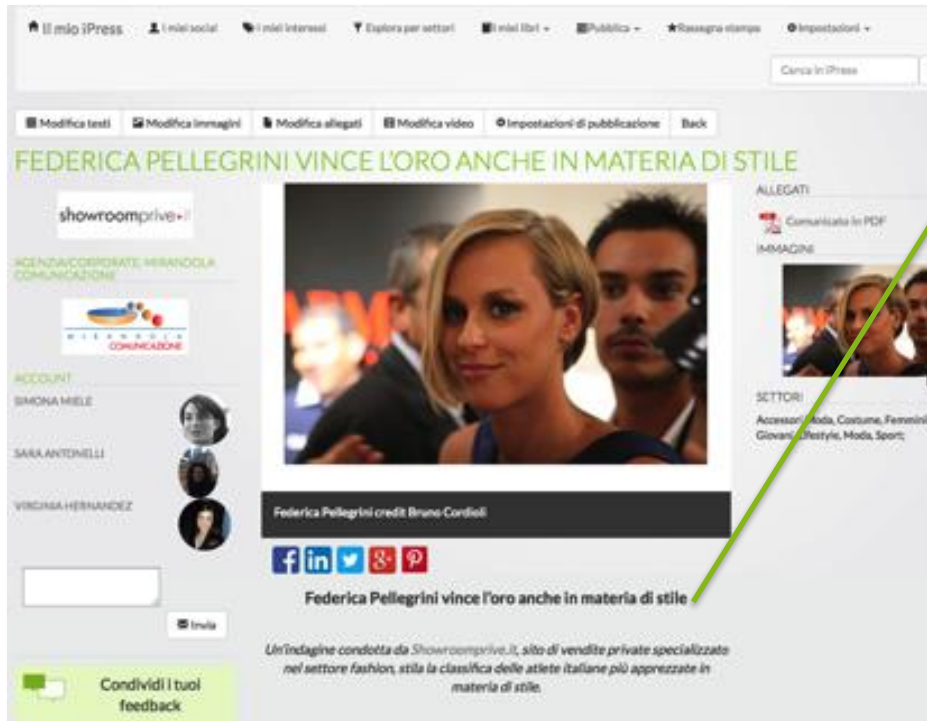 Il mio iPress
I miei social
I miei interessi
Esplora per settori
I miei libri
Pubblica
Rassegna stampa
Impostazioni
Cerca in iPress
Modifica testi
Modifica immagini
Modifica allegati
Modifica video
Impostazioni di pubblicazione
Back
FEDERICA PELLEGRINI VINCE L'ORO ANCHE IN MATERIA DI STILE
showroomprive.it
AGENZIA/CORPORATE: MIRANDOLA
COMUNICAZIONE
MIRANDOLA
COMUNICAZIONE
ACCOUNT
SIMONA MIELE
SARA ANTONELLI
VIRGINIA HERNANDEZ
Invia
Condividi i tuoi
feedback
Federica Pellegrini credit Bruno Cordioli
f in 8+
Federica Pellegrini vince l'oro anche in materia di stile
Un'indagine condotta da Showroomprive.it, sito di vendite private specializzato
nel settore fashion, stila la classifica delle atlete italiane più apprezzate in
materia di stile.
ALLEGATI
Comunicato in PDF
IMMAGINI
SETTORI
Accessori Moda, Costume, Femmini
Giovani, Lifestyle, Moda, Sport;